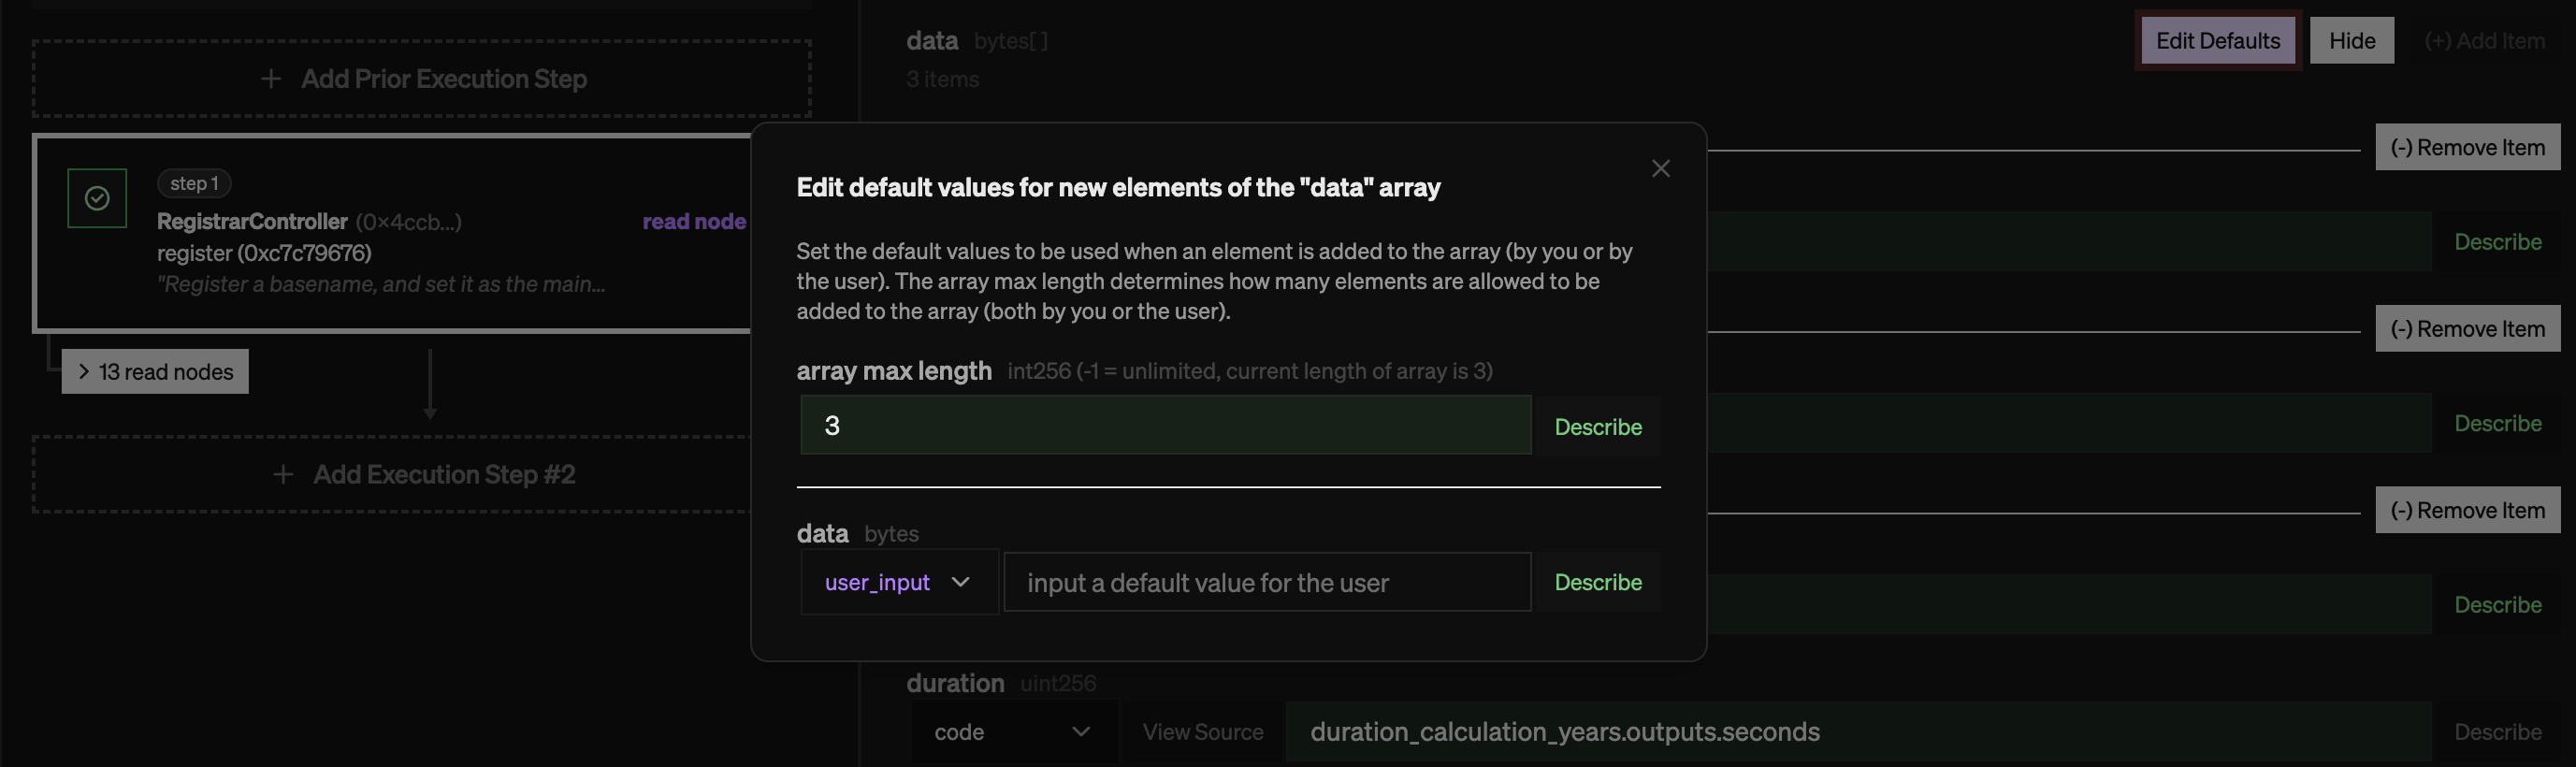 data bytes[ ]
3 items
Edit Defaults
Hide
(+) Add Item
+ Add Prior Execution Step
step 1
RegistrarController (0×4ccb...)
read node
register (0xc7c79676)
"Register a basename, and set it as the main...
> 13 read nodes
+ Add Execution Step #2
Edit default values for new elements of the "data" array
Set the default values to be used when an element is added to the array (by you or by
the user). The array max length determines how many elements are allowed to be
added to the array (both by you or the user).
array max length int256 (-1 = unlimited, current length of array is 3)
3
Describe
data bytes
user_input
input a default value for the user
Describe
(-) Remove Item
Describe
(-) Remove Item
Describe
(-) Remove Item
Describe
duration uint256
code
View Source
duration_calculation_years.outputs.seconds
Describe